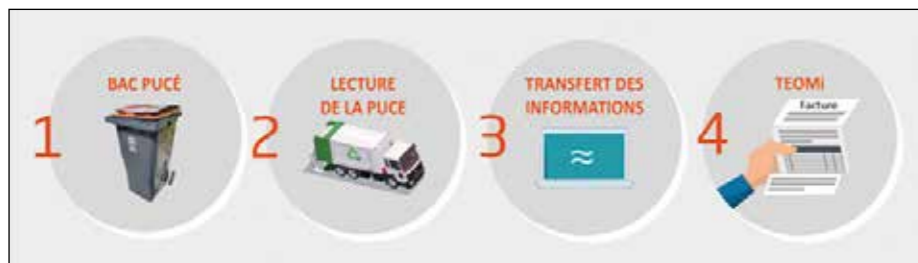 1
BAC PUCÉ
2
LECTURE
DE LA PUCE
3
TRANSFERT DES
INFORMATIONS
4
TEOMi
Facture